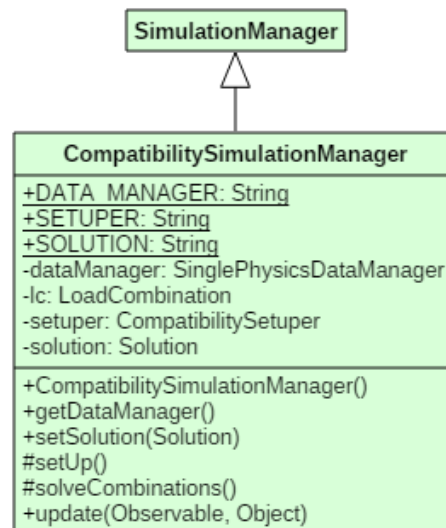 SimulationManager
CompatibilitySimulationManager
+DATA_MANAGER: String
+SETUPER: String
+SOLUTION: String
-dataManager: SinglePhysicsDataManager
-lc: LoadCombination
-setuper: CompatibilitySetuper
-solution: Solution
+CompatibilitySimulationManager()
+getDataManager()
+setSolution(Solution)
#setUp()
#solveCombinations()
+update(Observable, Object)